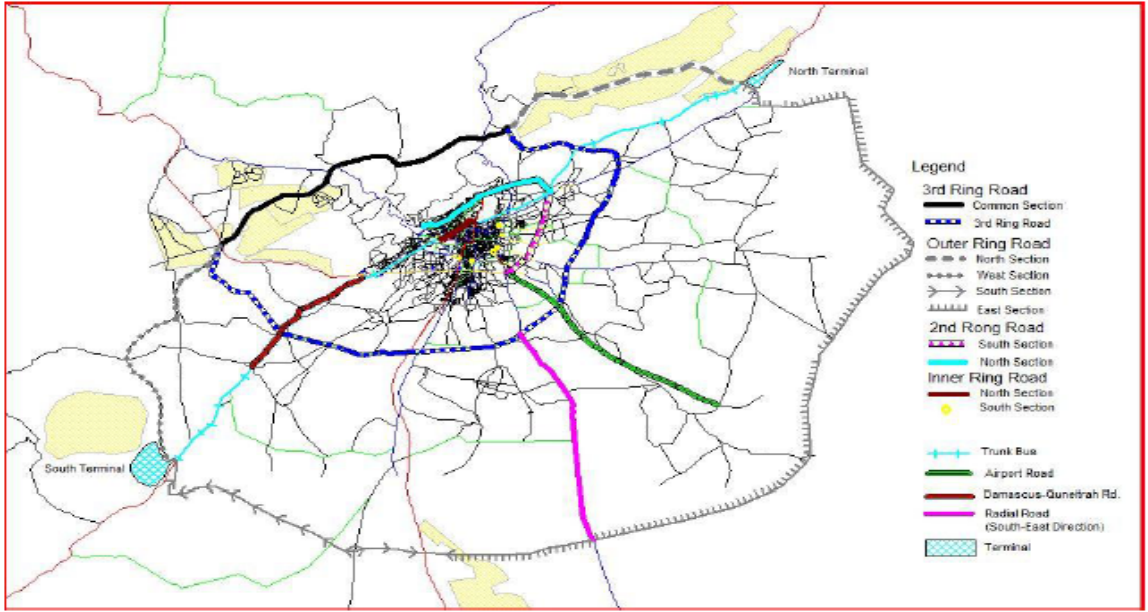 North Terminal
South Terminal
Legend
3rd Ring Road
Common Section
3rd Ring Road
Outer Ring Road
North Section
West Section
South Section
East Section
2nd Rong Road
South Section
North Section
Inner Ring Road
North Section
South Section
Trunk Bus
Airport Road
Damascus-Quneitrah Rd.
Radial Road
(South-East Direction)
Terminal